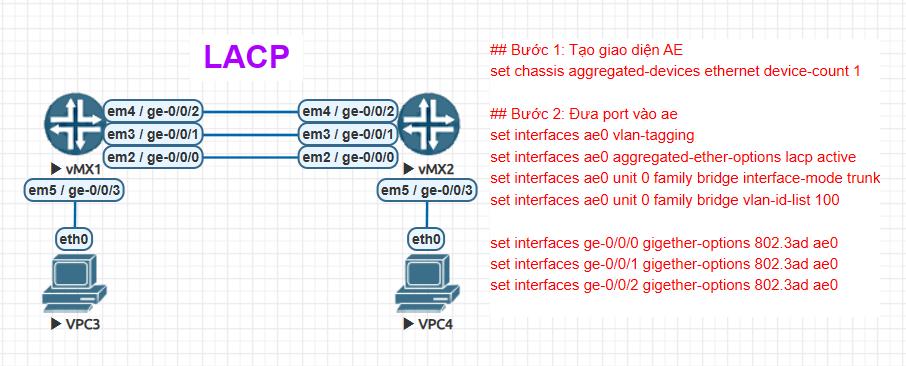 LACP
em4 / ge-0/0/2
em4 / ge-0/0/2
em3 / ge-0/0/1
em3 / ge-0/0/1
em2 / ge-0/0/0
em2 / ge-0/0/0
vMX1
vMX2
em5 / ge-0/0/3
em5 / ge-0/0/3
eth0
eth0
VPC3
VPC4
## Bước 1: Tạo giao diện AE
set chassis aggregated-devices ethernet device-count 1
## Bước 2: Đưa port vào ae
set interfaces ae0 vlan-tagging
set interfaces ae0 aggregated-ether-options lacp active
set interfaces ae0 unit 0 family bridge interface-mode trunk
set interfaces ae0 unit 0 family bridge vlan-id-list 100
set interfaces ge-0/0/0 gigether-options 802.3ad ae0
set interfaces ge-0/0/1 gigether-options 802.3ad ae0
set interfaces ge-0/0/2 gigether-options 802.3ad ae0